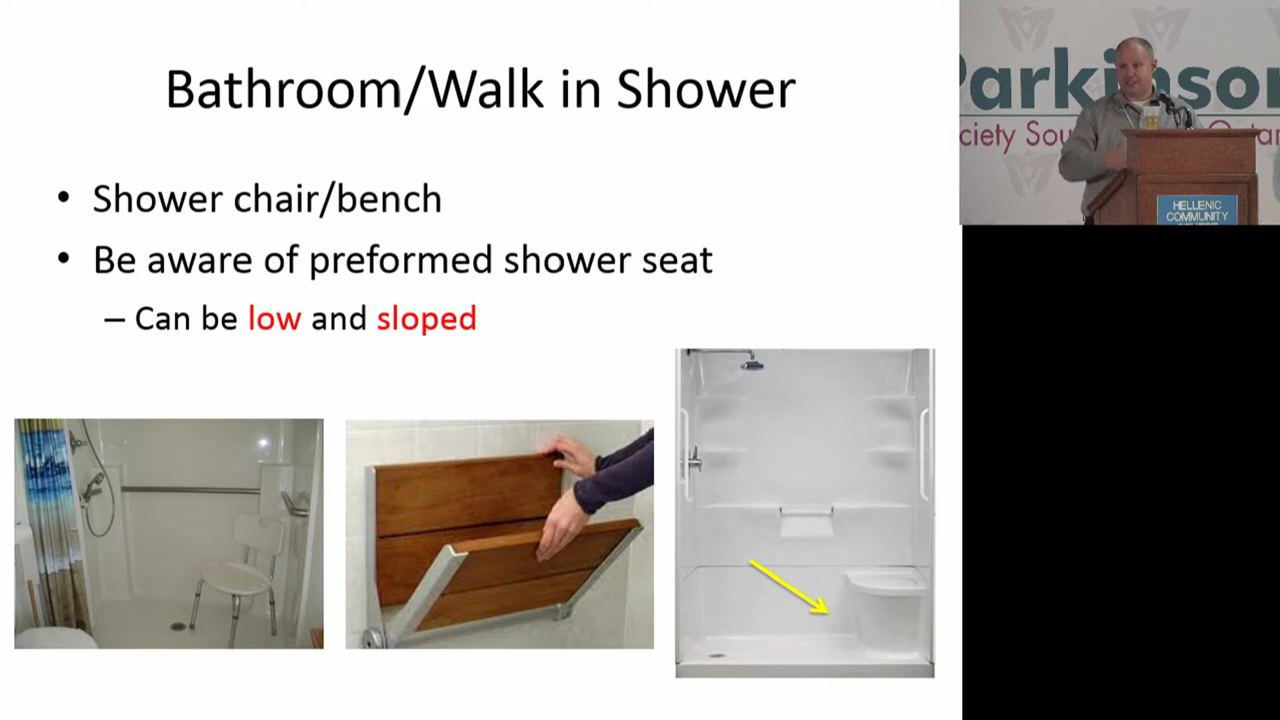 Bathroom/Walk in Shower
• Shower chair/bench
• Be aware of preformed shower seat
– Can be low and sloped
Parkinson
ciety Sou
Onta
HELLENIC
COMMUNITY